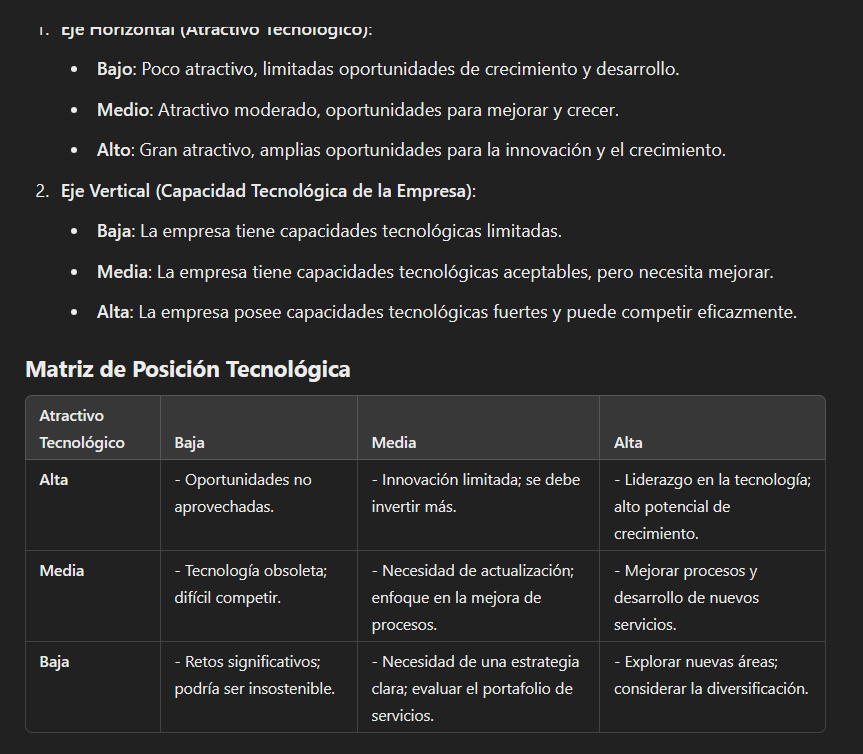 1. Eje Horizontal (Atractivo Tecnológico):
• Bajo: Poco atractivo, limitadas oportunidades de crecimiento y desarrollo.
• Medio: Atractivo moderado, oportunidades para mejorar y crecer.
• Alto: Gran atractivo, amplias oportunidades para la innovación y el crecimiento.
2. Eje Vertical (Capacidad Tecnológica de la Empresa):
• Baja: La empresa tiene capacidades tecnológicas limitadas.
• Media: La empresa tiene capacidades tecnológicas aceptables, pero necesita mejorar.
• Alta: La empresa posee capacidades tecnológicas fuertes y puede competir eficazmente.
Matriz de Posición Tecnológica
Atractivo
Tecnológico
Baja
Media
Alta
Alta
- Oportunidades no
aprovechadas.
- Innovación limitada; se debe
invertir más.
- Liderazgo en la tecnología;
alto potencial de
crecimiento.
Media
- Tecnología obsoleta;
difícil competir.
- Necesidad de actualización;
enfoque en la mejora de
procesos.
- Mejorar procesos y
desarrollo de nuevos
servicios.
Baja
- Retos significativos;
podría ser insostenible.
- Necesidad de una estrategia
clara; evaluar el portafolio de
servicios.
- Explorar nuevas áreas;
considerar la diversificación.